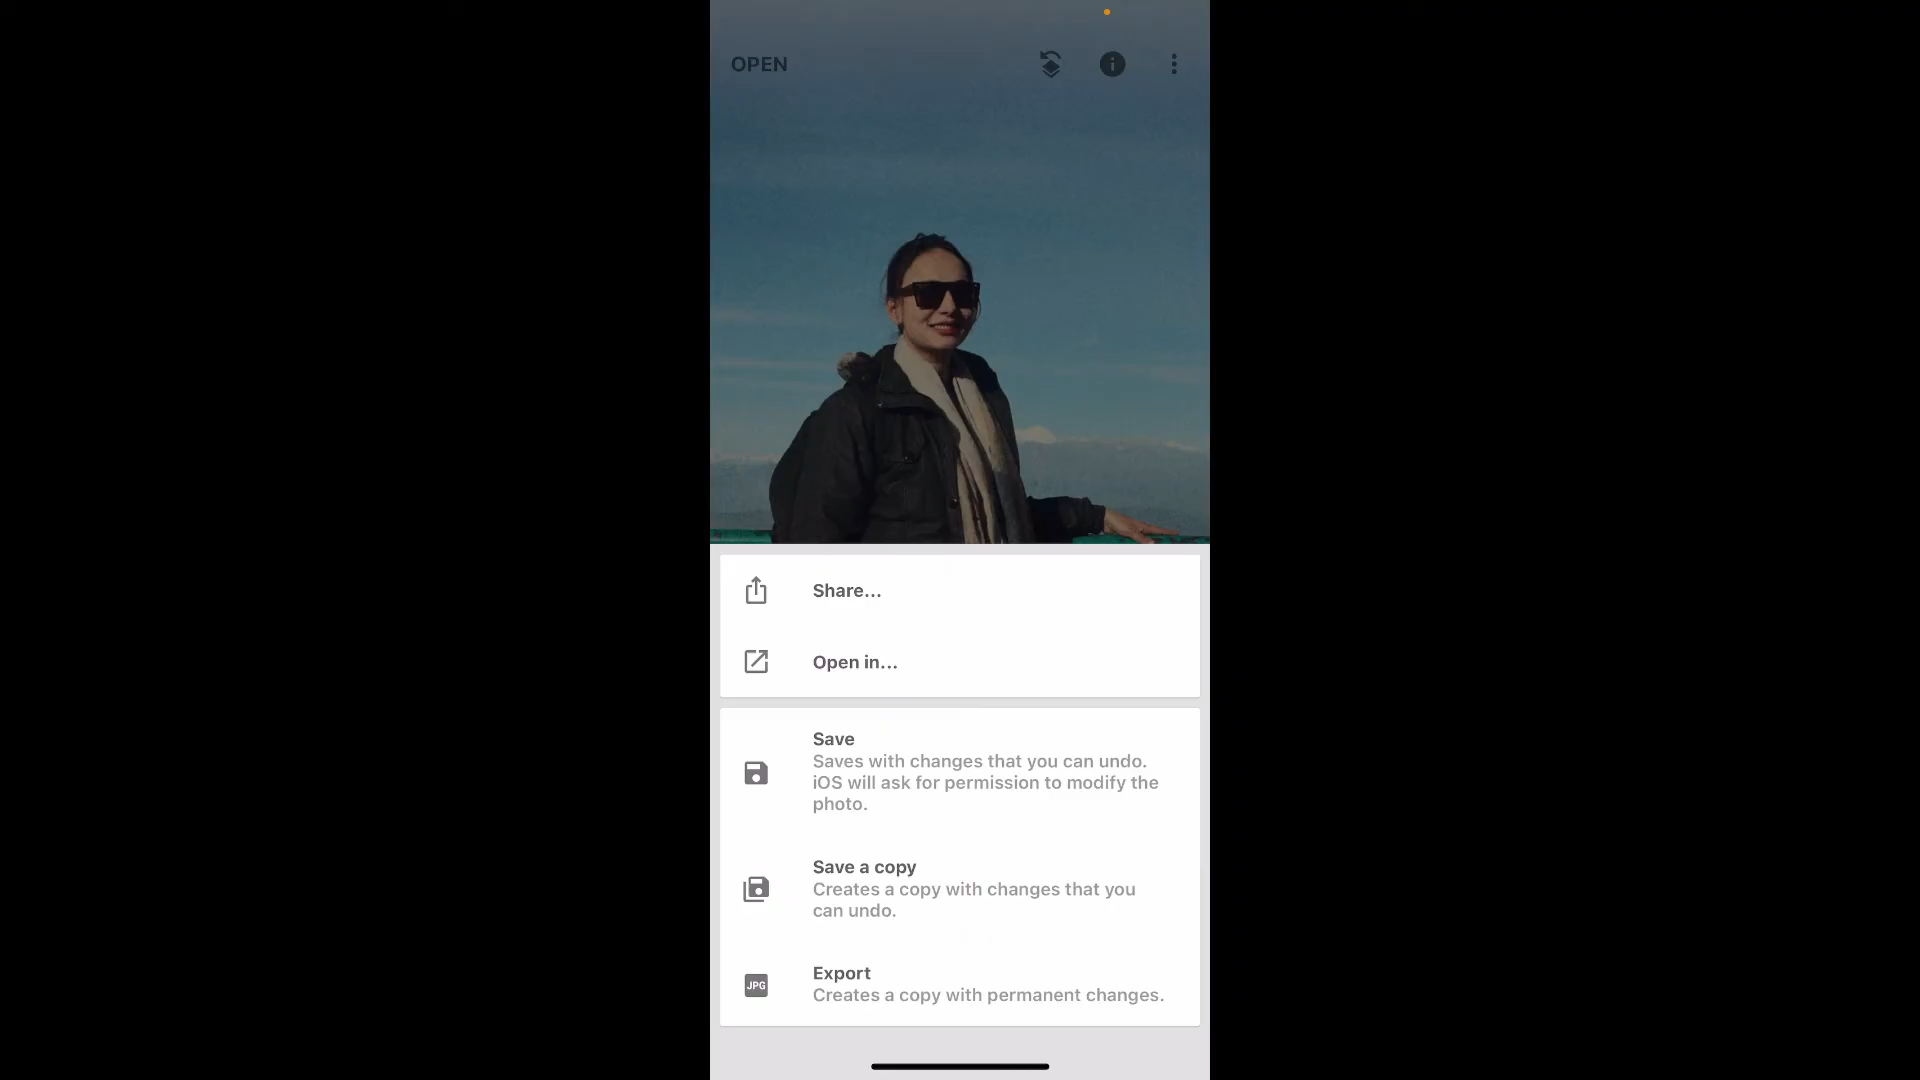 OPEN
Share...
Open in...
Save
Saves with changes that you can undo.
iOS will ask for permission to modify the
photo.
Save a copy
Creates a copy with changes that you
can undo.
JPG
Export
Creates a copy with permanent changes.